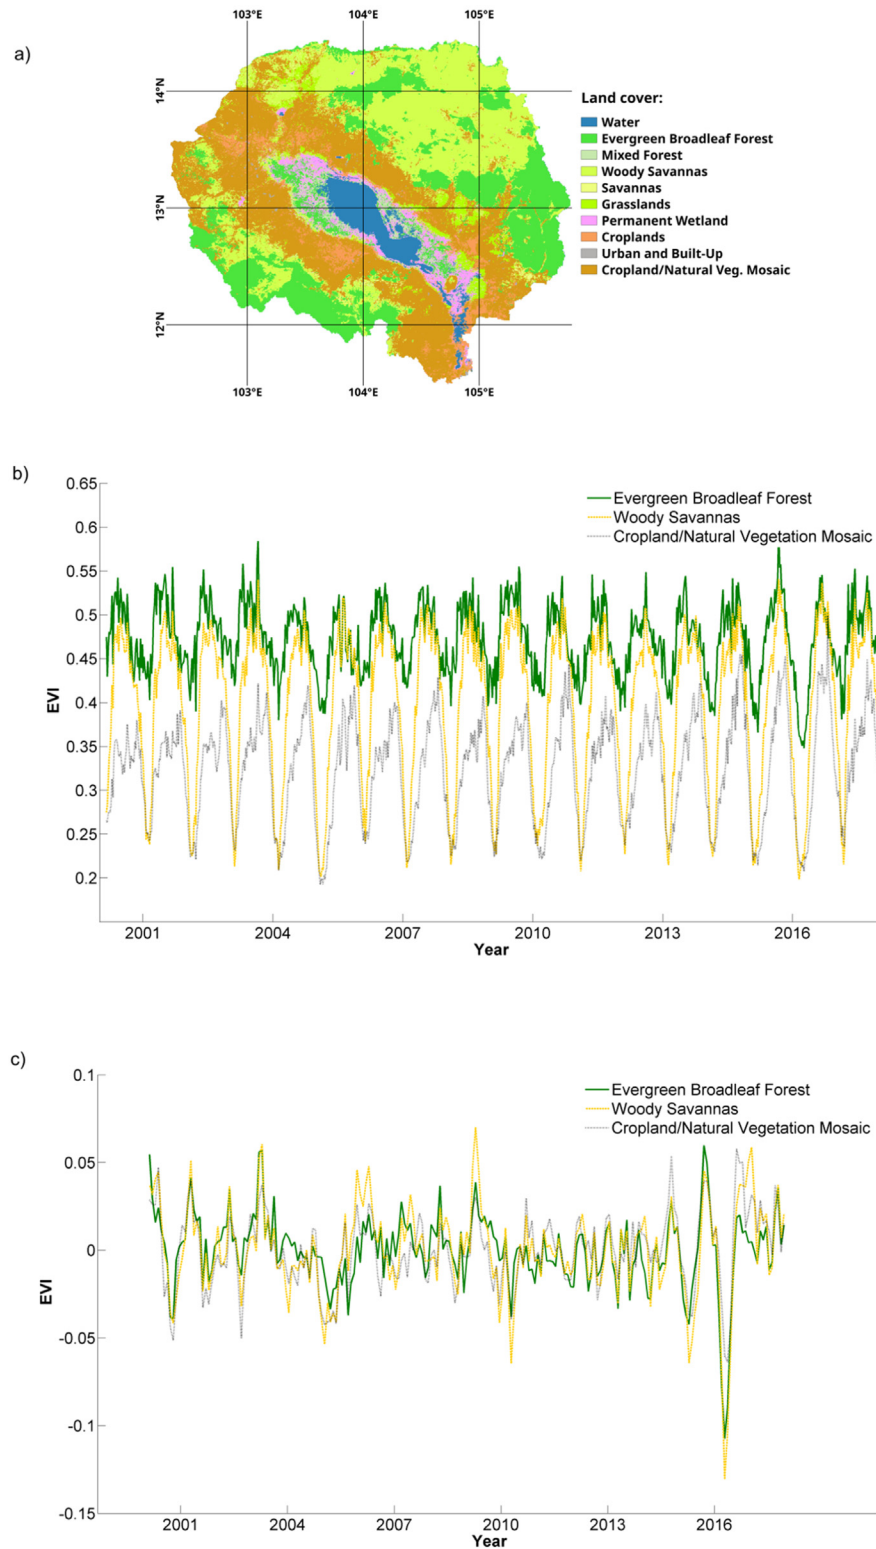 a)
103°E 104°E 105°E
14°N
13°N
12°N
103°E 104°E 105°E
Land cover:
Water
Evergreen Broadleaf Forest
Mixed Forest
Woody Savannas
Savannas
Grasslands
Permanent Wetland
Croplands
Urban and Built-Up
Cropland/Natural Veg. Mosaic
b)
0.65
0.6
0.55
0.5
0.45
0.4
0.35
0.3
0.25
0.2
EVI
Evergreen Broadleaf Forest
Woody Savannas
Cropland/Natural Vegetation Mosaic
2001 2004 2007 2010 2013 2016
Year
c)
0.1
0.05
0
-0.05
-0.1
-0.15
EVI
Evergreen Broadleaf Forest
Woody Savannas
Cropland/Natural Vegetation Mosaic
2001 2004 2007 2010 2013 2016
Year